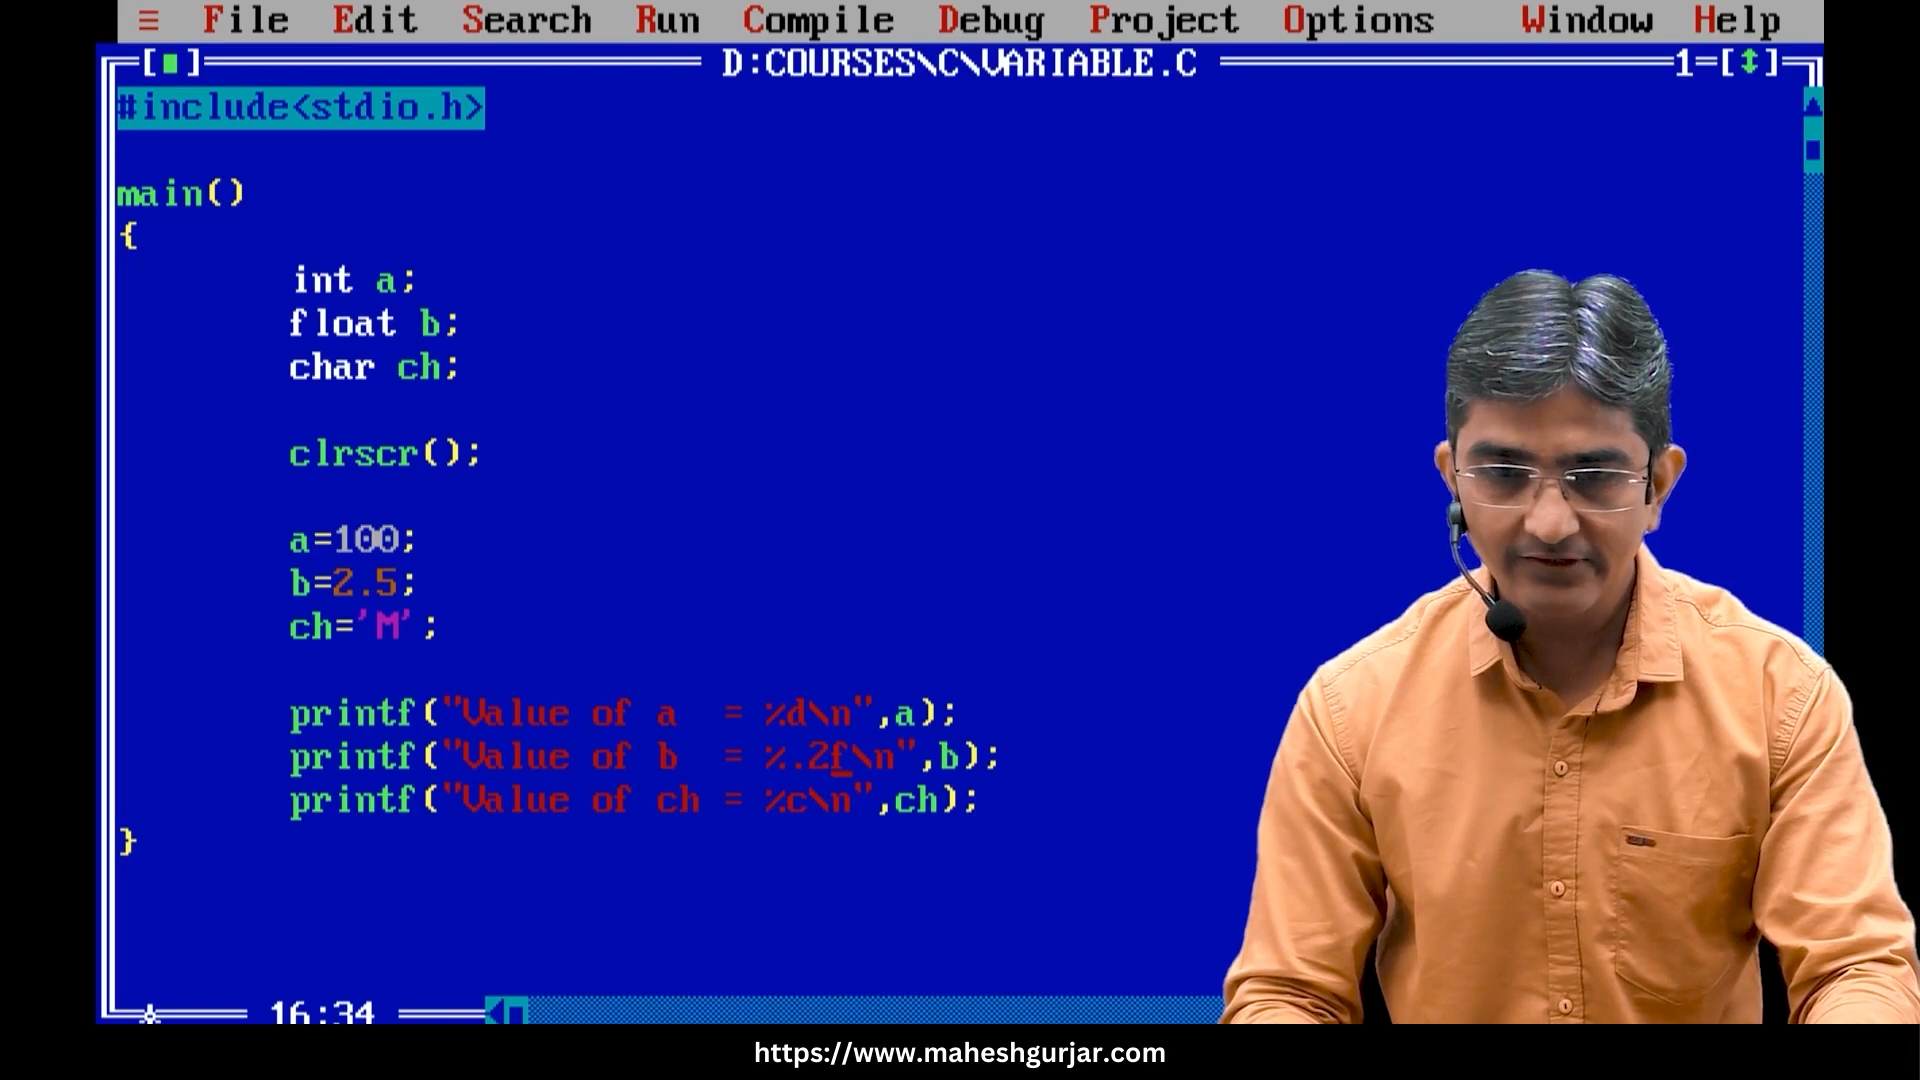 ≡ File Edit Search Run Compile Debug Project Options Window Help
[■] D:COURSES\C\VARIABLE.C 1=[↕]
#include<stdio.h>
main()
{
int a;
float b;
char ch;
clrscr();
a=100;
b=2.5;
ch='M';
printf("Value of a  = %d\n",a);
printf("Value of b  = %.2f\n",b);
printf("Value of ch = %c\n",ch);
}
16:34
https://www.maheshgurjar.com